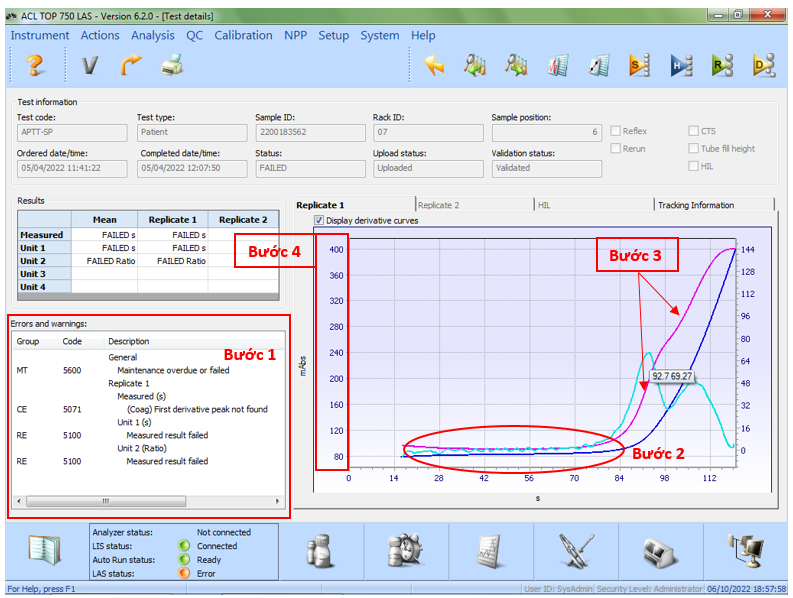 ACL TOP 750 LAS - Version 6.2.0 - [Test details]
Instrument Actions Analysis QC Calibration NPP Setup System Help
S H R D
Test information
Test code: Test type: Sample ID: Rack ID: Sample position:
APTT-SP Patient 2200183562 07 6 Reflex CTS
Rerun Tube fill height
Ordered date/time: Completed date/time: Status: Upload status: Validation status:
05/04/2022 11:41:22 05/04/2022 12:07:50 FAILED Uploaded Validated HIL
Results
Mean Replicate 1 Replicate 2
Measured FAILED s FAILED s
Unit 1 FAILED s FAILED s
Unit 2 FAILED Ratio FAILED Ratio
Unit 3
Unit 4
Errors and warnings:
Group Code Description
Bước 1
General
MT 5600 Maintenance overdue or failed
Replicate 1
Measured (s)
CE 5071 (Coag) First derivative peak not found
Unit 1 (s)
RE 5100 Measured result failed
Unit 2 (Ratio)
RE 5100 Measured result failed
Replicate 1 Replicate 2 HIL Tracking Information
Display derivative curves
Bước 4
Bước 3
Bước 2
400
360
320
280
240
200
160
120
80
mAbs
144
128
112
96
80
64
48
32
16
0
92.7 69.27
0 14 28 42 56 70 84 98 112
s
Analyzer status: Not connected
LIS status: Connected
Auto Run status: Ready
LAS status: Error
For Help, press F1
User ID: SysAdmin Security Level: Administrator 06/10/2022 18:57:58